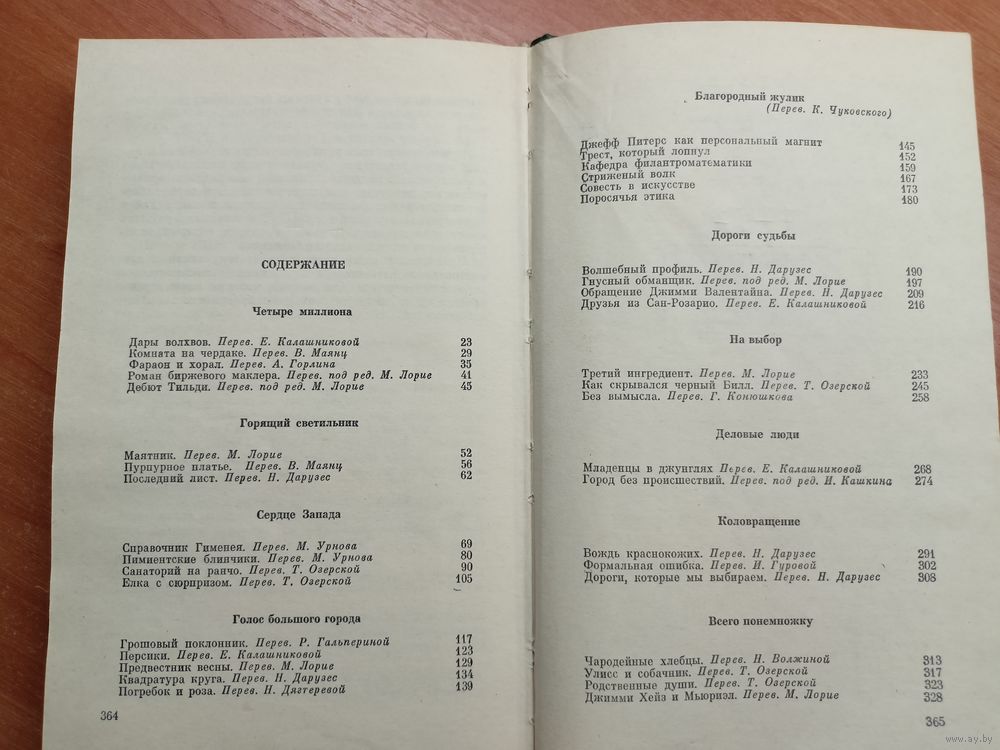 СОДЕРЖАНИЕ
Четыре миллиона
Дары волхвов. Перев. Е. Калашниковой 23
Комната на чердаке. Перев. В. Маянц 29
Фараон и хорал. Перев. А. Горлина 35
Роман биржевого маклера. Перев. под ред. М. Лорие 41
Дебют Тильди. Перев. под ред. М. Лорие 45
Горящий светильник
Маятник. Перев. М. Лорие 52
Пурпурное платье. Перев. В. Маянц 56
Последний лист. Перев. Н. Дарузес 62
Сердце Запада
Справочник Гименея. Перев. М. Урнова 69
Пимиентские блинчики. Перев. М. Урнова 80
Санаторий на ранчо. Перев. Т. Озерской 90
Елка с сюрпризом. Перев. Т. Озерской 105
Голос большого города
Грошовый поклонник. Перев. Р. Гальпериной 117
Персики. Перев. Е. Калашниковой 123
Предвестник весны. Перев. М. Лорие 129
Квадратура круга. Перев. Н. Дарузес 134
Погребок и роза. Перев. Н. Дягтеревой 139
364
Благородный жулик
(Перев. К. Чуковского)
Джефф Питерс как персональный магнит 145
Трест, который лопнул 152
Кафедра филантроматематики 159
Стриженый волк 167
Совесть в искусстве 173
Поросячья этика 180
Дороги судьбы
Волшебный профиль. Перев. Н. Дарузес 190
Гнусный обманщик. Перев. под ред. М. Лорие 197
Обращение Джимми Валентайна. Перев. Н. Дарузес 209
Друзья из Сан-Розарио. Перев. Е. Калашниковой 216
На выбор
Третий ингредиент. Перев. М. Лорие 233
Как скрывался черный Билл. Перев. Т. Озерской 245
Без вымысла. Перев. Г. Конюшкова 258
Деловые люди
Младенцы в джунглях Перев. Е. Калашниковой 268
Город без происшествий. Перев. под ред. И. Кашкина 274
Коловращение
Вождь краснокожих. Перев. Н. Дарузес 291
Формальная ошибка. Перев. И. Гуровой 302
Дороги, которые мы выбираем. Перев. Н. Дарузес 308
Всего понемножку
Чародейные хлебцы. Перев. Н. Волжиной 313
Улисс и собачник. Перев. Т. Озерской 317
Родственные души. Перев. Т. Озерской 323
Джимми Хейз и Мьюриэл. Перев. М. Лорие 328
365
www.ay.by